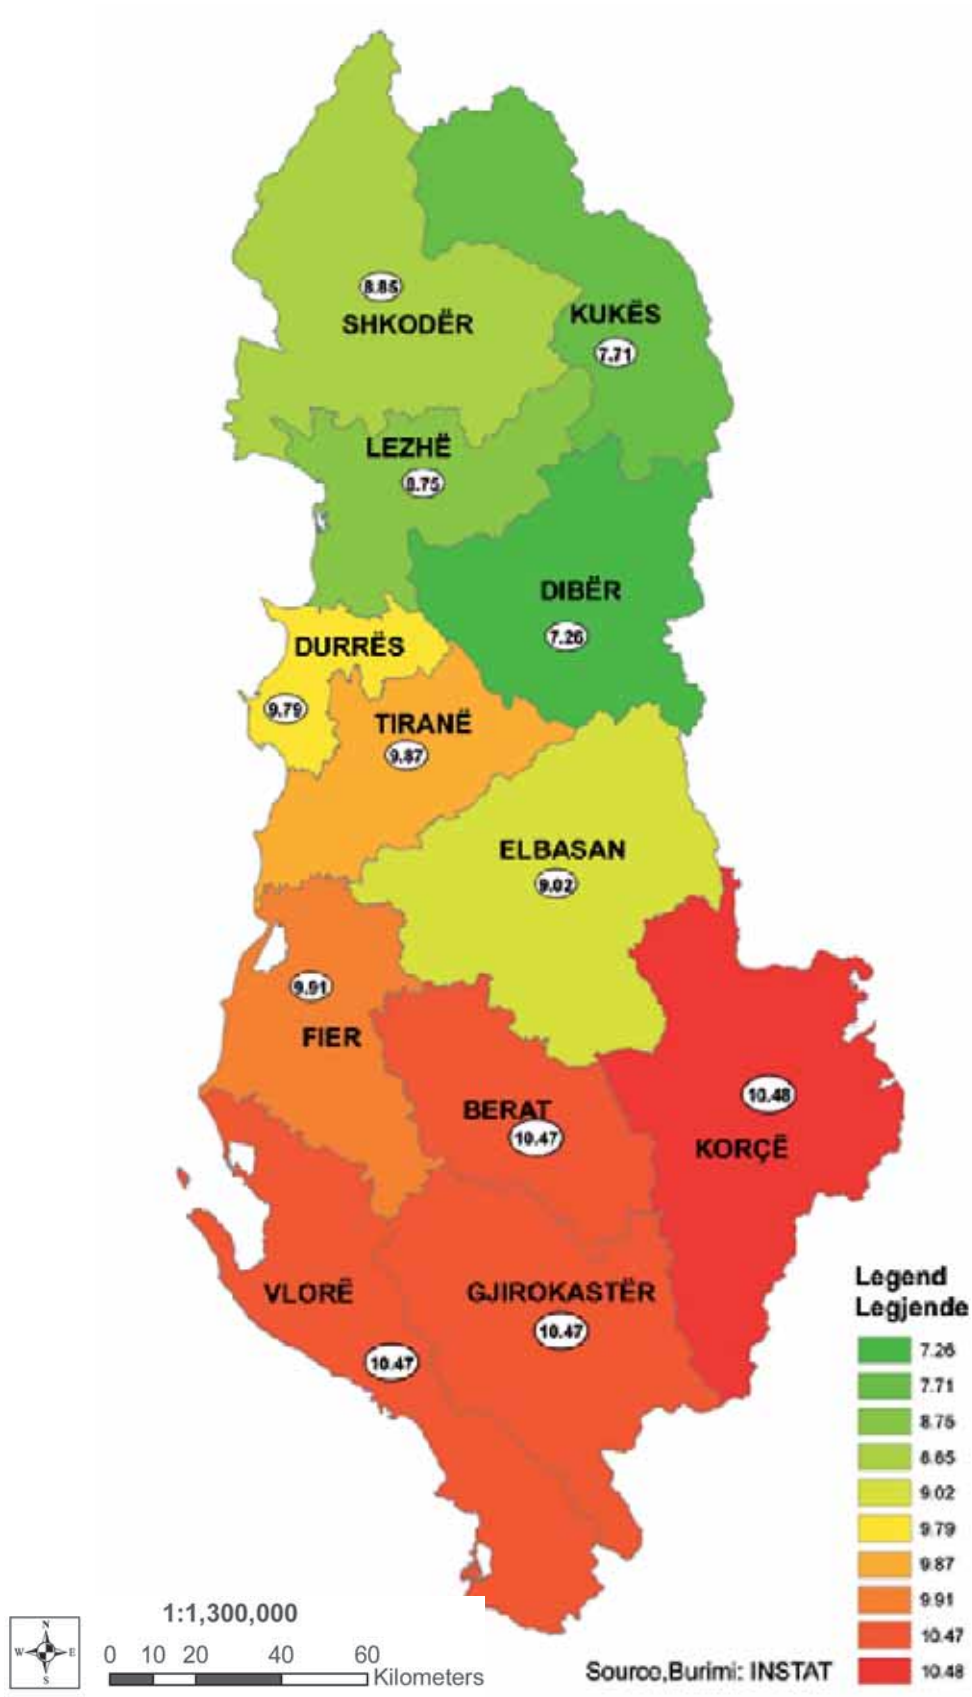 8.85
SHKODËR
KUKËS
7.71
LEZHË
8.75
DIBËR
7.26
DURRËS
9.79
TIRANË
9.87
ELBASAN
9.02
9.91
FIER
BERAT
10.47
10.48
KORÇË
VLORË
10.47
GJIROKASTËR
10.47
Legend
Legjende
7.26
7.71
8.75
8.85
9.02
9.79
9.87
9.91
10.47
10.48
1:1,300,000
N
W E
S
0 10 20 40 60
Kilometers
Source,Burimi: INSTAT